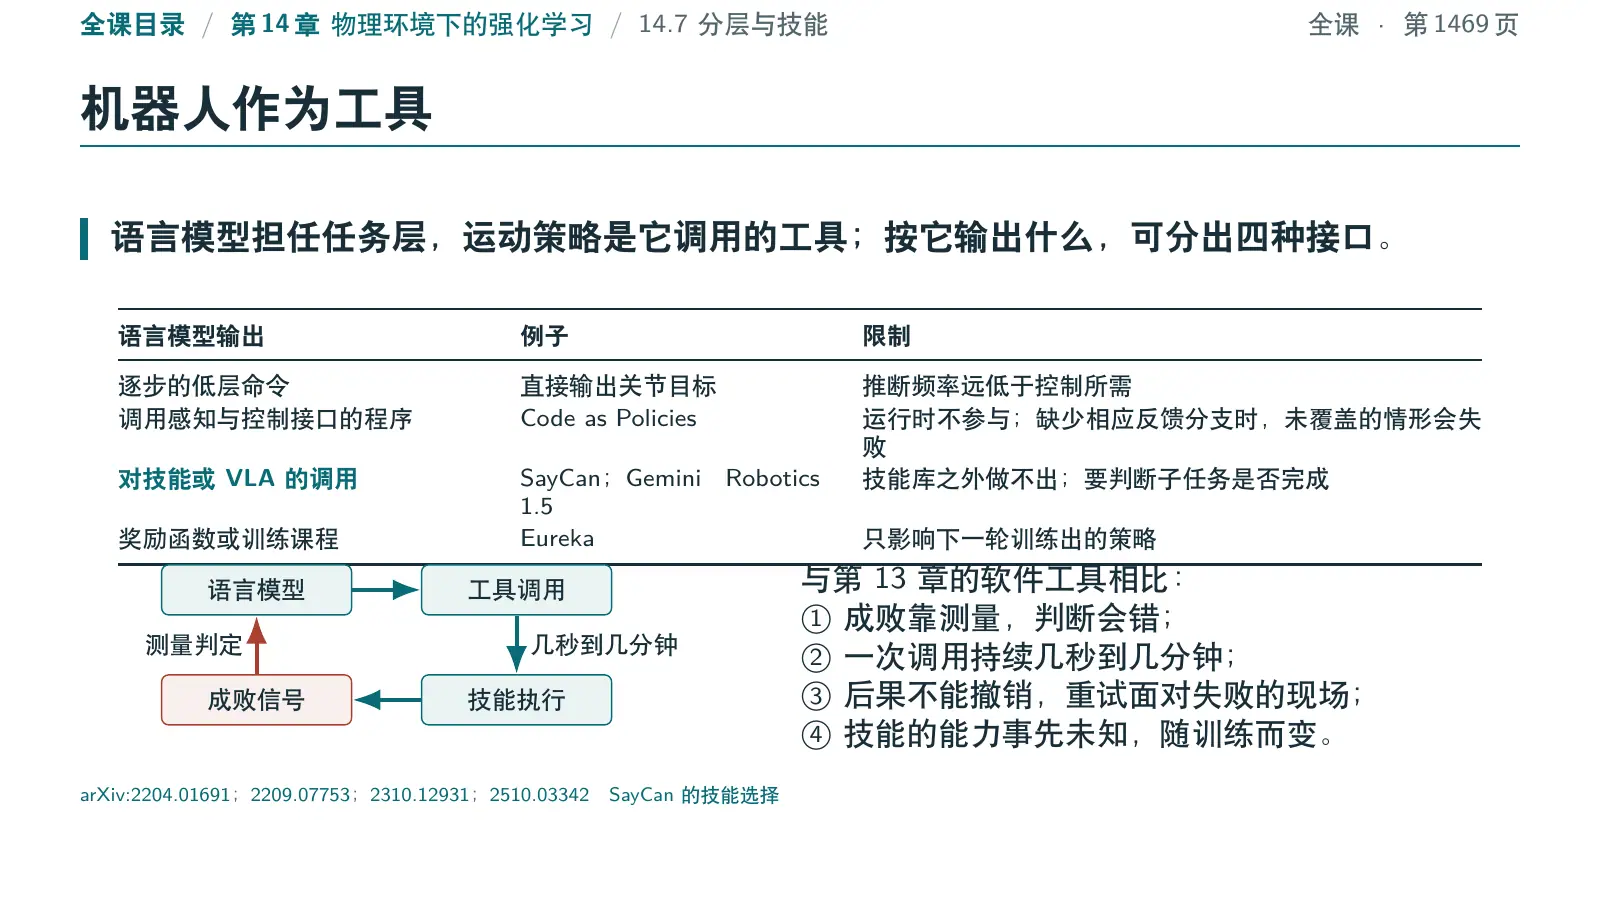 全课目录 / 第 14 章 物理环境下的强化学习 / 14.7 分层与技能
全课 · 第 1469 页
机器人作为工具
语言模型担任任务层，运动策略是它调用的工具；按它输出什么，可分出四种接口。
语言模型输出 例子 限制
逐步的低层命令 直接输出关节目标 推断频率远低于控制所需
调用感知与控制接口的程序 Code as Policies 运行时不参与；缺少相应反馈分支时，未覆盖的情形会失
败
对技能或 VLA 的调用 SayCan；Gemini Robotics 技能库之外做不出；要判断子任务是否完成
1.5
奖励函数或训练课程 Eureka 只影响下一轮训练出的策略
语言模型 工具调用
测量判定 几秒到几分钟
成败信号 技能执行
与第 13 章的软件工具相比：
① 成败靠测量，判断会错；
② 一次调用持续几秒到几分钟；
③ 后果不能撤销，重试面对失败的现场；
④ 技能的能力事先未知，随训练而变。
arXiv:2204.01691；2209.07753；2310.12931；2510.03342 SayCan 的技能选择